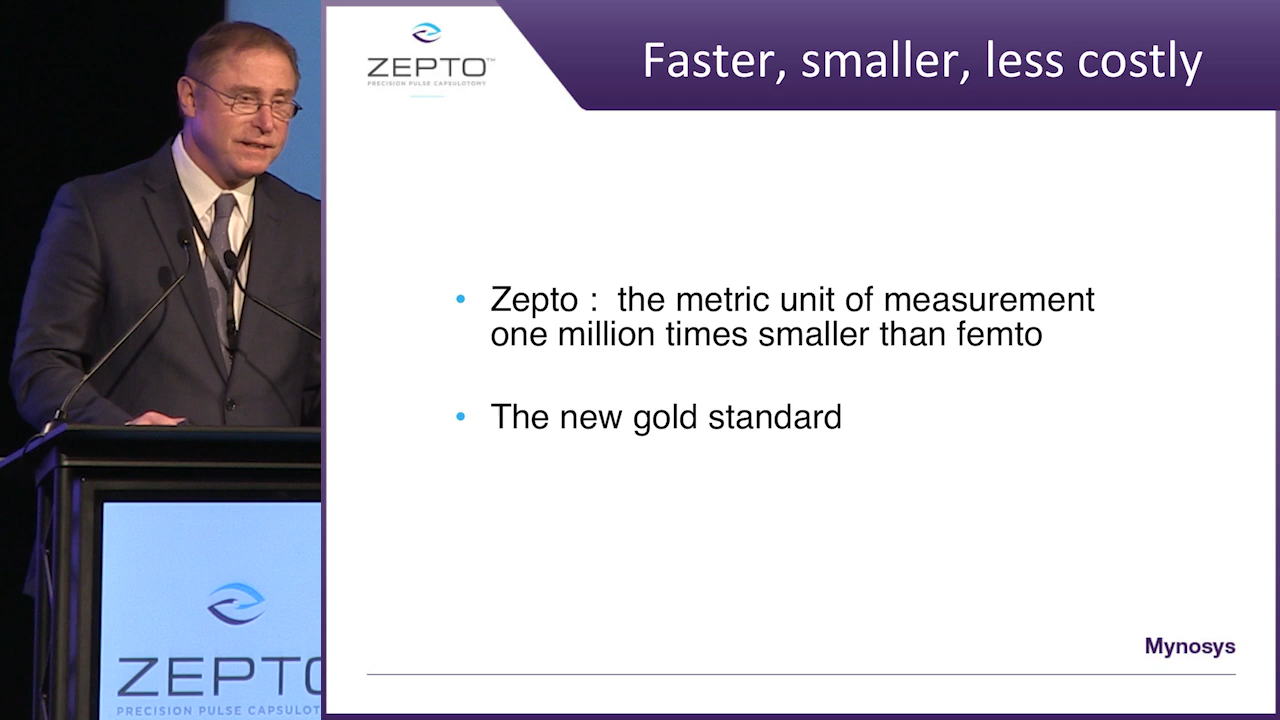 ZEPTO™
PRECISION PULSE CAPSULOTOMY
Faster, smaller, less costly
• Zepto : the metric unit of measurement
one million times smaller than femto
• The new gold standard
Mynosys
ZEPTO
PRECISION PULSE CAPSULOT